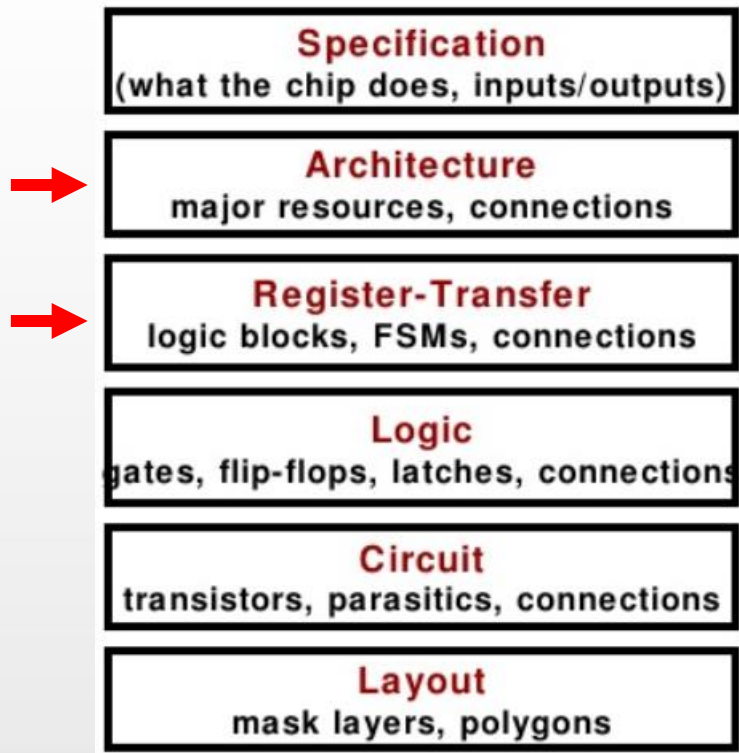 Specification
(what the chip does, inputs/outputs)
Architecture
major resources, connections
Register-Transfer
logic blocks, FSMs, connections
Logic
gates, flip-flops, latches, connections
Circuit
transistors, parasitics, connections
Layout
mask layers, polygons